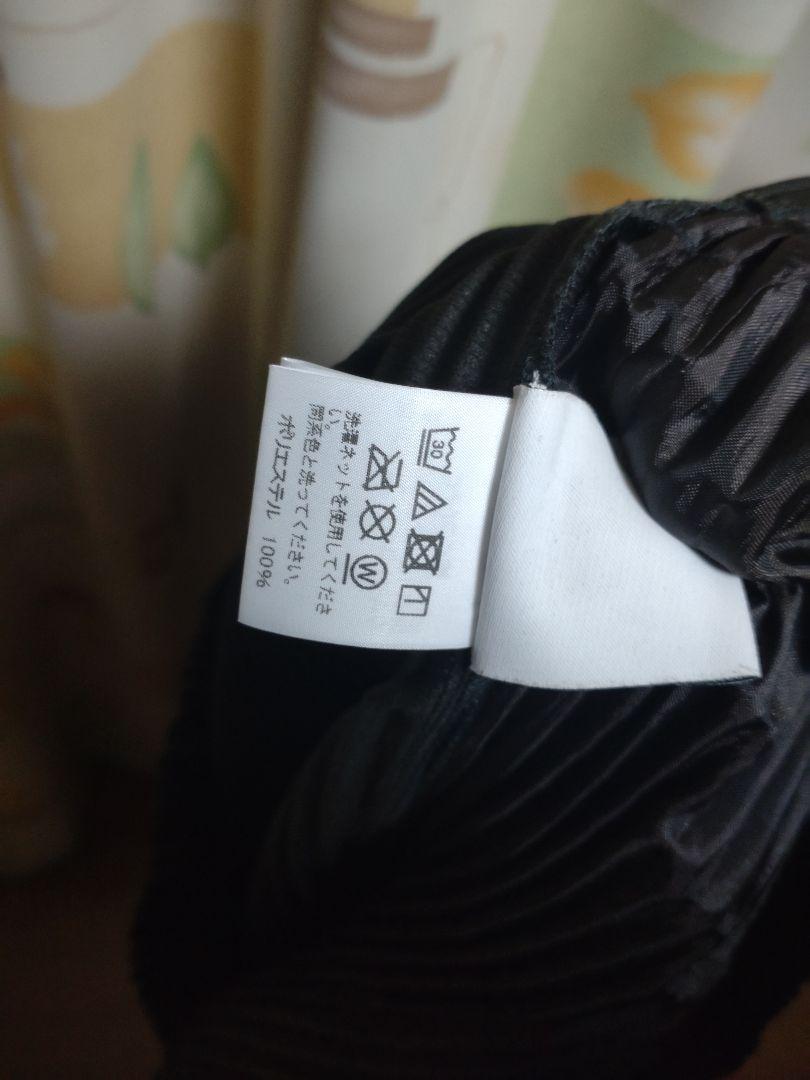 30
W
洗濯ネットを使用してくださ
い。
同系色と洗ってください。
ポリエステル 100%